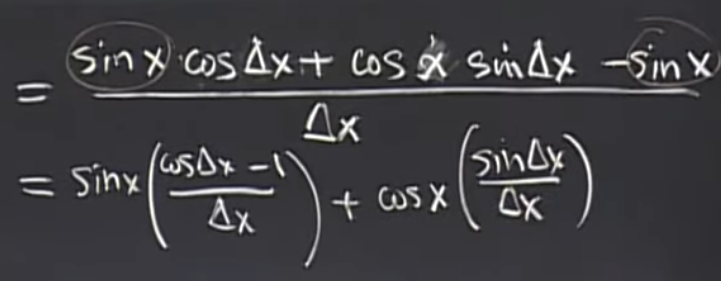 = sin x cos Δx + cos x sin Δx - sin x
Δx
= sin x (cos Δx - 1 / Δx) + cos x (sin Δx / Δx)